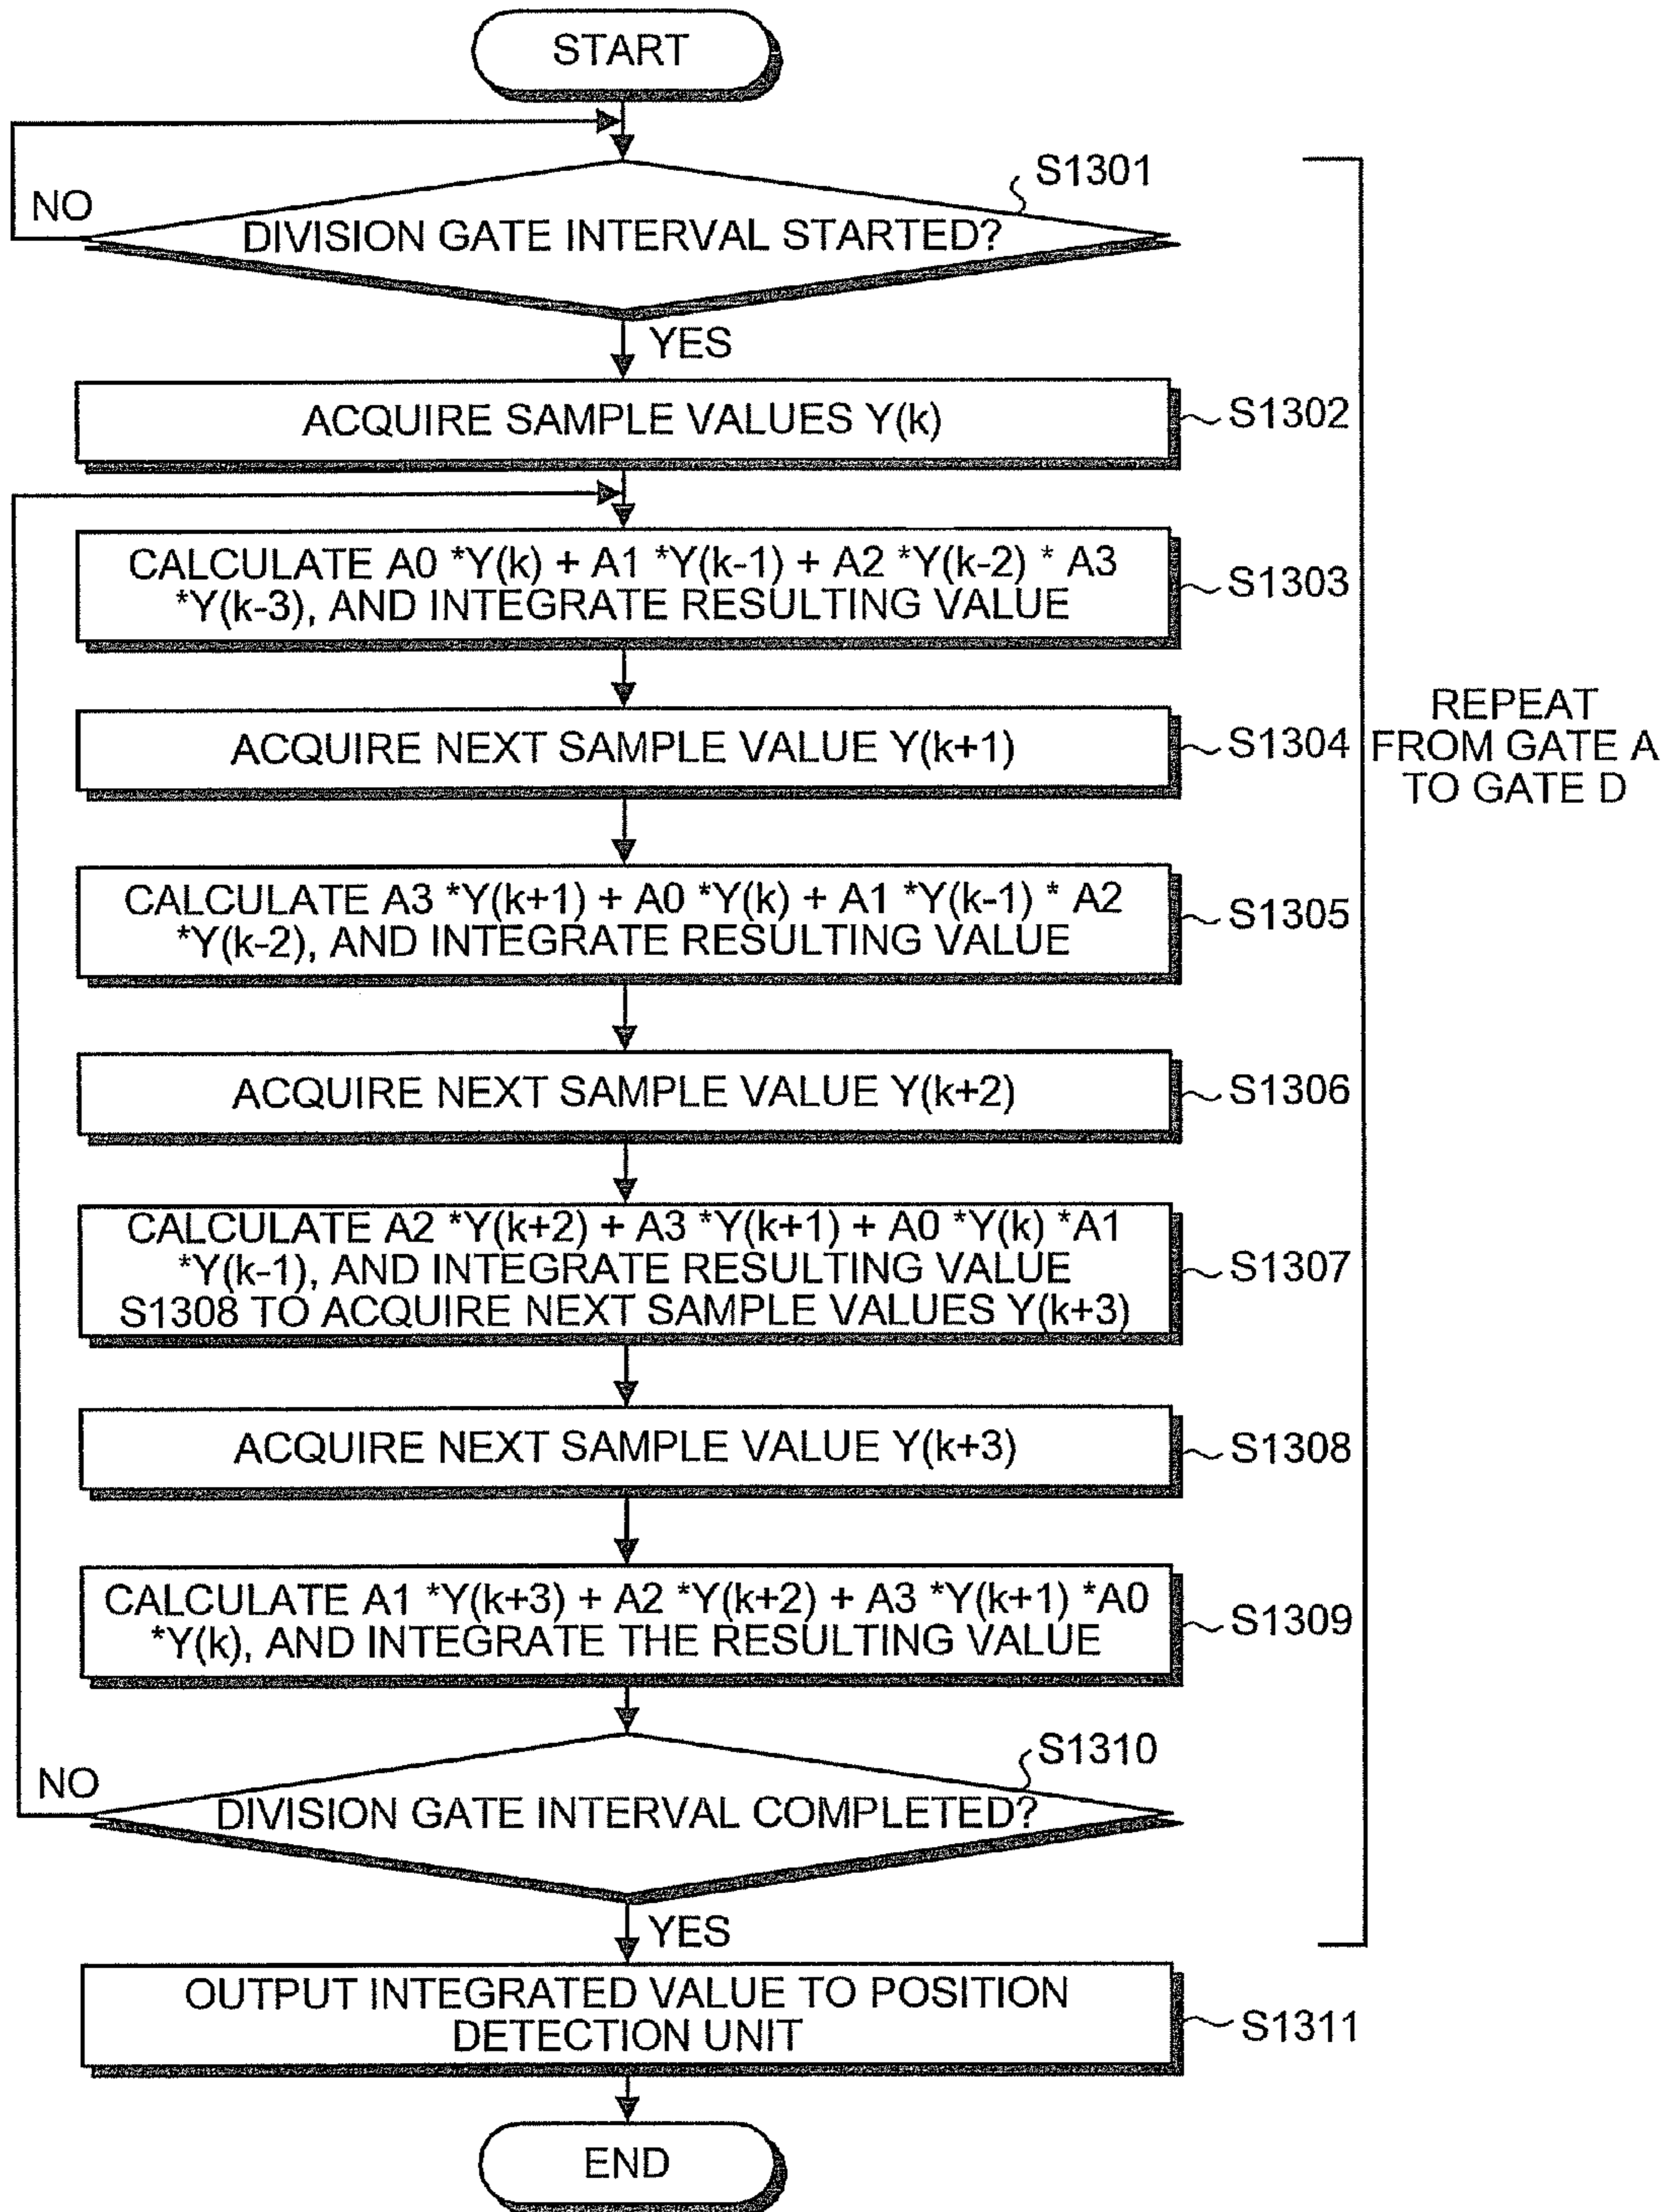 START
NO
S1301
DIVISION GATE INTERVAL STARTED?
YES
ACQUIRE SAMPLE VALUES Y(k)
S1302
CALCULATE A0 *Y(k) + A1 *Y(k-1) + A2 *Y(k-2) * A3
*Y(k-3), AND INTEGRATE RESULTING VALUE
S1303
ACQUIRE NEXT SAMPLE VALUE Y(k+1)
S1304
REPEAT
FROM GATE A
TO GATE D
CALCULATE A3 *Y(k+1) + A0 *Y(k) + A1 *Y(k-1) * A2
*Y(k-2), AND INTEGRATE RESULTING VALUE
S1305
ACQUIRE NEXT SAMPLE VALUE Y(k+2)
S1306
CALCULATE A2 *Y(k+2) + A3 *Y(k+1) + A0 *Y(k) *A1
*Y(k-1), AND INTEGRATE RESULTING VALUE
S1308 TO ACQUIRE NEXT SAMPLE VALUES Y(k+3)
S1307
ACQUIRE NEXT SAMPLE VALUE Y(k+3)
S1308
CALCULATE A1 *Y(k+3) + A2 *Y(k+2) + A3 *Y(k+1) *A0
*Y(k), AND INTEGRATE THE RESULTING VALUE
S1309
S1310
NO
DIVISION GATE INTERVAL COMPLETED?
YES
OUTPUT INTEGRATED VALUE TO POSITION
DETECTION UNIT
S1311
END